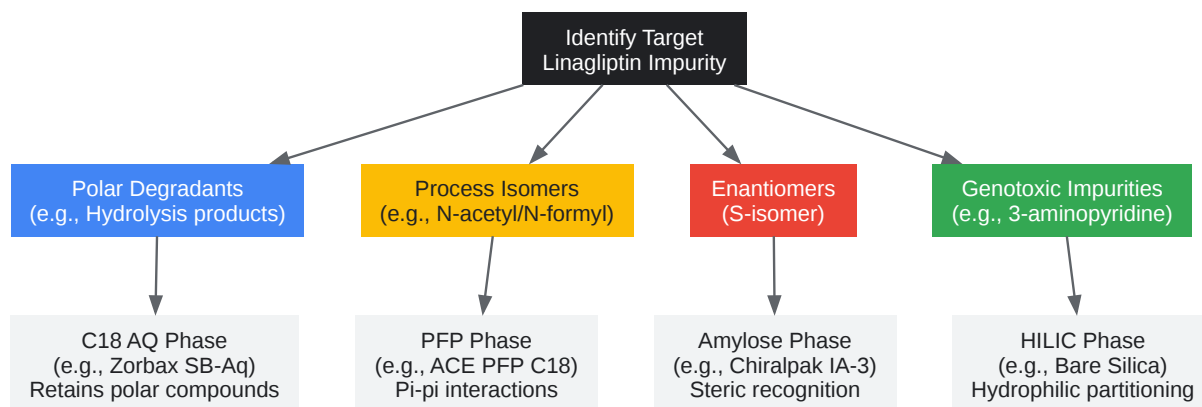 Identify Target
Linagliptin Impurity
Polar Degradants
(e.g., Hydrolysis products)
Process Isomers
(e.g., N-acetyl/N-formyl)
Enantiomers
(S-isomer)
Genotoxic Impurities
(e.g., 3-aminopyridine)
C18 AQ Phase
(e.g., Zorbax SB-Aq)
Retains polar compounds
PFP Phase
(e.g., ACE PFP C18)
Pi-pi interactions
Amylose Phase
(e.g., Chiralpak IA-3)
Steric recognition
HILIC Phase
(e.g., Bare Silica)
Hydrophilic partitioning